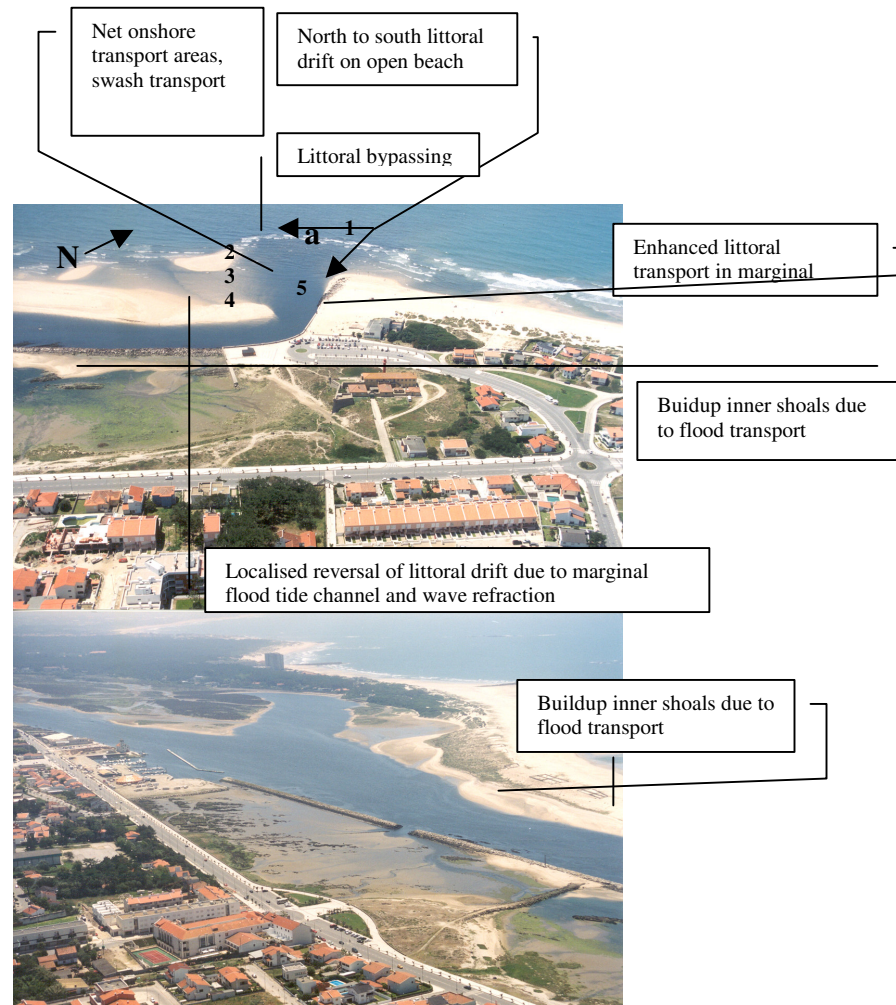 Net onshore
transport areas,
swash transport
North to south littoral
drift on open beach
Littoral bypassing
a
1
N
2
3
4
5
Enhanced littoral
transport in marginal
Buidup inner shoals due
to flood transport
Localised reversal of littoral drift due to marginal
flood tide channel and wave refraction
Buildup inner shoals due to
flood transport